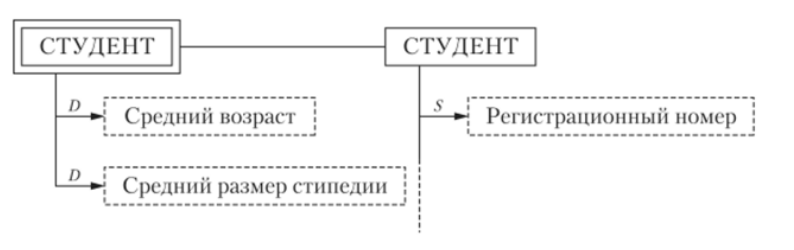 СТУДЕНТ
СТУДЕНТ
D
Средний возраст
S
Регистрационный номер
D
Средний размер стипедии